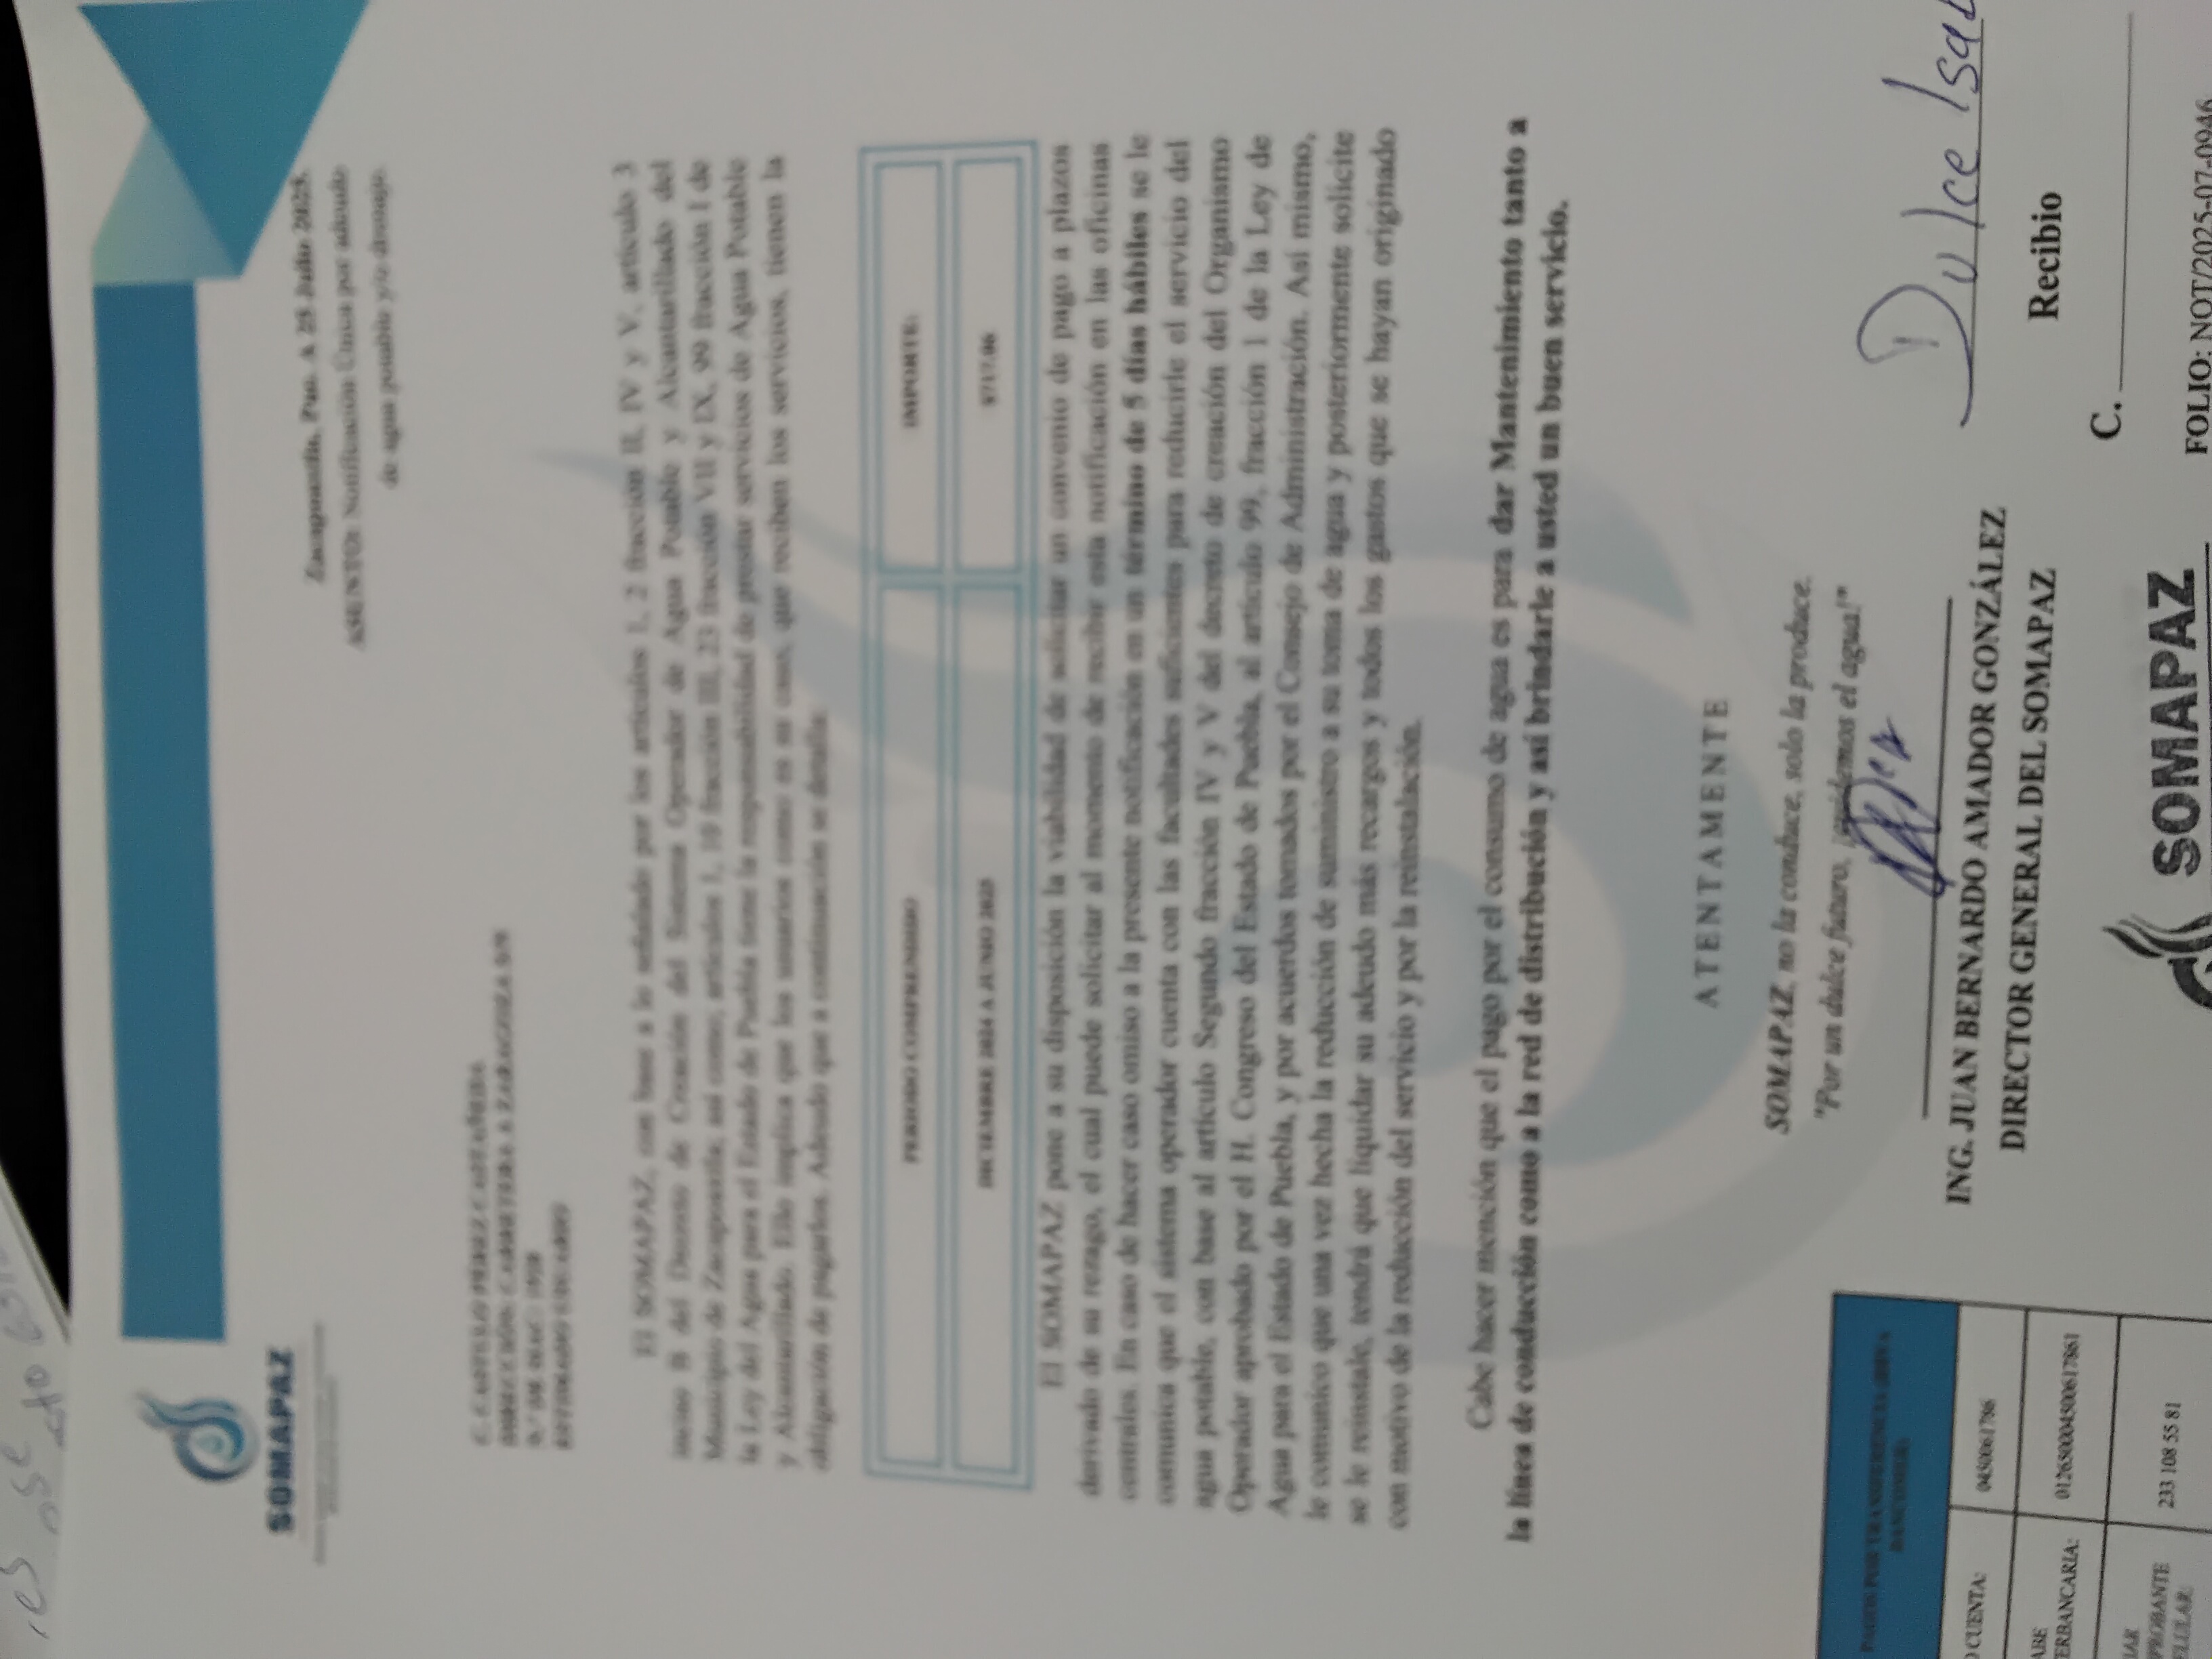 SOMAPAZ
Zacapoaxtla, Pue. A 25 Julio 2025.
ASUNTO: Notificación Única por adeudo
de agua potable y/o drenaje.
DIRECCIÓN: CARRETERA A ZARAGOZA S/N
ESTIMADO USUARIO
El SOMAPAZ, con base a lo señalado por los artículos 1, 2 fracción II, IV y V, artículo 3
inciso B del Decreto de Creación del Sistema Operador de Agua Potable y Alcantarillado del
Municipio de Zacapoaxtla; así como; artículos 1, 10 fracción III, 23 fracción VII y IX, 99 fracción I de
la Ley del Agua para el Estado de Puebla tiene la responsabilidad de prestar servicios de Agua Potable
y Alcantarillado. Ello implica que los usuarios como es su caso, que reciben los servicios, tienen la
obligación de pagarlos. Adeudo que a continuación se detalla:
PERIODO COMPRENDIDO IMPORTE:
DICIEMBRE 2024 A JUNIO 2025 $717.06
El SOMAPAZ pone a su disposición la viabilidad de solicitar un convenio de pago a plazos
derivado de su rezago, el cual puede solicitar al momento de recibir esta notificación en las oficinas
centrales. En caso de hacer caso omiso a la presente notificación en un término de 5 días hábiles se le
comunica que el sistema operador cuenta con las facultades suficientes para reducirle el servicio del
agua potable, con base al artículo Segundo fracción IV y V del decreto de creación del Organismo
Operador aprobado por el H. Congreso del Estado de Puebla, al artículo 99, fracción 1 de la Ley de
Agua para el Estado de Puebla, y por acuerdos tomados por el Consejo de Administración. Así mismo,
le comunico que una vez hecha la reducción de suministro a su toma de agua y posteriormente solicite
se le reinstale, tendrá que liquidar su adeudo más recargos y todos los gastos que se hayan originado
con motivo de la reducción del servicio y por la reinstalación.
Cabe hacer mención que el pago por el consumo de agua es para dar Mantenimiento tanto a
la línea de conducción como a la red de distribución y así brindarle a usted un buen servicio.
ATENTAMENTE
SOMAPAZ, no la conduce, solo la produce.
"Por un dulce futuro, ¡cuidemos el agua!"
ING. JUAN BERNARDO AMADOR GONZÁLEZ
DIRECTOR GENERAL DEL SOMAPAZ
PAGOS POR TRANSFERENCIA (BBVA
BANCOMER)
CUENTA: 0450061786
ABE
ERBANCARIA: 012650004500617861
IAR
PROBANTE
ELULAR: 233 108 55 81
Dulce Isa
Recibio
C.
SOMAPAZ
FOLIO: NOT/2025-07-0946